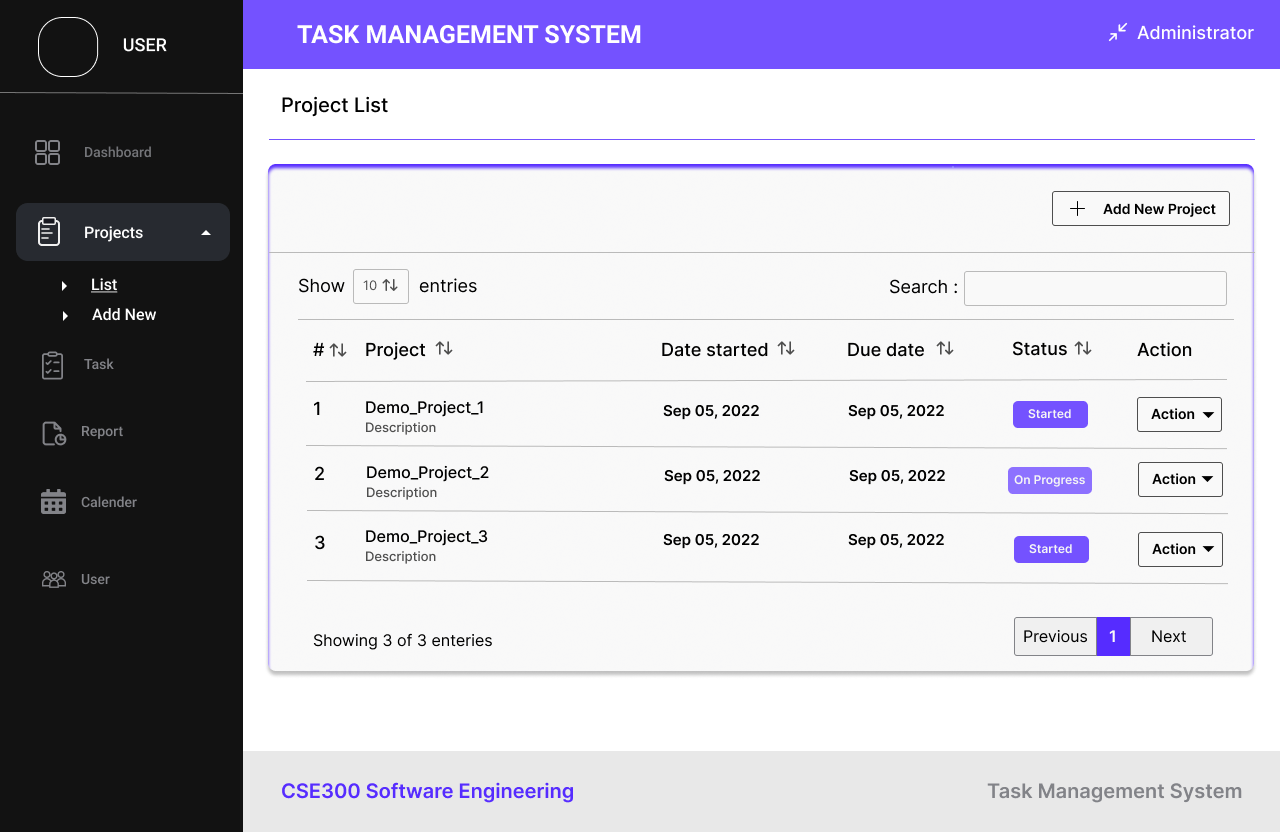 USER
Dashboard
Projects
List
Add New
Task
Report
Calender
User
TASK MANAGEMENT SYSTEM
Administrator
Project List
Add New Project
Show 10 entries
Search :
# Project Date started Due date Status Action
1 Demo_Project_1 Sep 05, 2022 Sep 05, 2022 Started Action
Description
2 Demo_Project_2 Sep 05, 2022 Sep 05, 2022 On Progress Action
Description
3 Demo_Project_3 Sep 05, 2022 Sep 05, 2022 Started Action
Description
Showing 3 of 3 enteries
Previous 1 Next
CSE300 Software Engineering
Task Management System